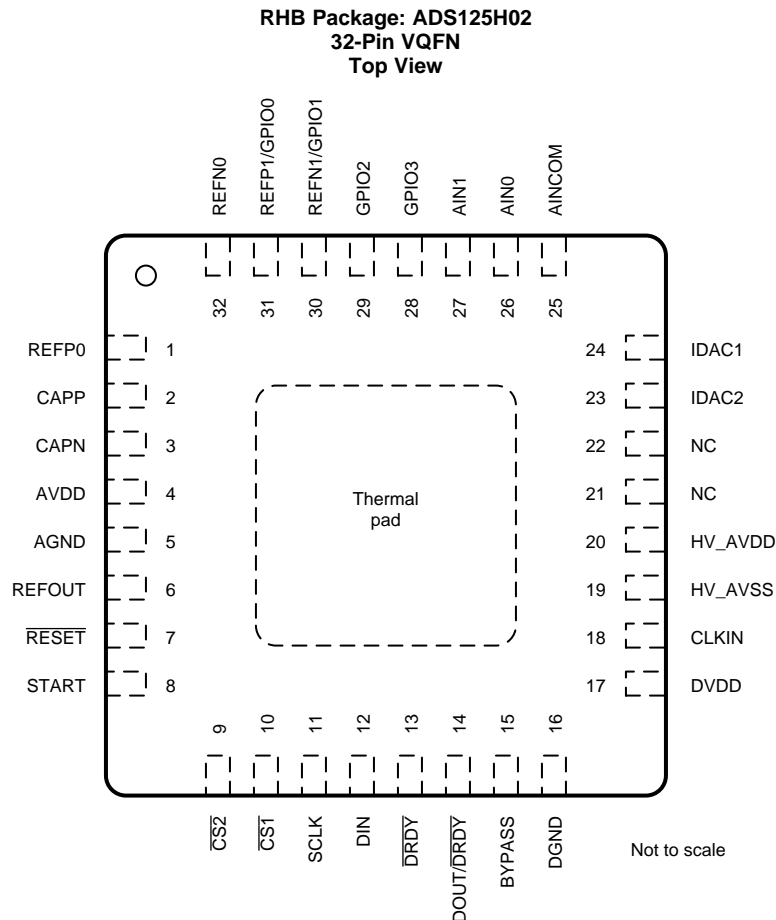 RHB Package: ADS125H02
32-Pin VQFN
Top View
REFN0
REFP1/GPIO0
REFN1/GPIO1
GPIO2
GPIO3
AIN1
AIN0
AINCOM
32
31
30
29
28
27
26
25
REFP0 1
CAPP 2
CAPN 3
AVDD 4
AGND 5
REFOUT 6
RESET 7
START 8
Thermal
pad
24 IDAC1
23 IDAC2
22 NC
21 NC
20 HV_AVDD
19 HV_AVSS
18 CLKIN
17 DVDD
9
10
11
12
13
14
15
16
CS2
CS1
SCLK
DIN
DRDY
DOUT/DRDY
BYPASS
DGND
Not to scale